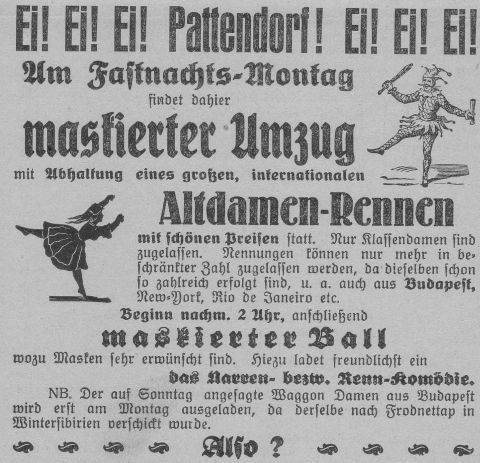 Ei! Ei! Ei! Pattendorf! Ei! Ei! Ei!
Am Faſtnachts-Montag
findet dahier
maskierter Umzug
mit Abhaltung eines großen, internationalen
Altdamen-Rennen
mit ſchönen Preiſen ſtatt. Nur Klaſſendamen ſind
zugelaſſen. Nennungen können nur mehr in be-
ſchränkter Zahl zugelaſſen werden, da dieſelben ſchon
ſo zahlreich erfolgt ſind, u. a. auch aus Budapeſt,
New-York, Rio de Janeiro etc.
Beginn nachm. 2 Uhr, anſchließend
maskierter Ball
wozu Masken ſehr erwünſcht ſind. Hiezu ladet freundlichſt ein
das Narren- bezw. Renn-Komödie.
NB. Der auf Sonntag angeſagte Waggon Damen aus Budapeſt
wird erſt am Montag ausgeladen, da derſelbe nach Frodnettap in
Winterſibirien verſchickt wurde.
Alſo?